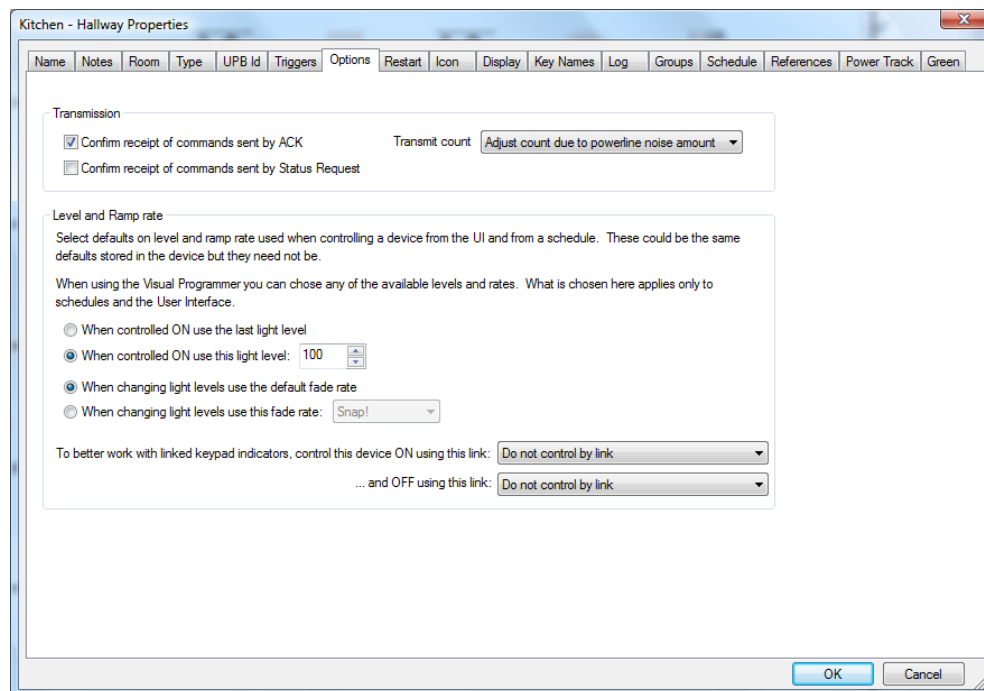 Kitchen - Hallway Properties
Name Notes Room Type UPB Id Triggers Options Restart Icon Display Key Names Log Groups Schedule References Power Track Green
Transmission
Confirm receipt of commands sent by ACK Transmit count Adjust count due to powerline noise amount
Confirm receipt of commands sent by Status Request
Level and Ramp rate
Select defaults on level and ramp rate used when controlling a device from the UI and from a schedule. These could be the same
defaults stored in the device but they need not be.
When using the Visual Programmer you can chose any of the available levels and rates. What is chosen here applies only to
schedules and the User Interface.
When controlled ON use the last light level
When controlled ON use this light level: 100
When changing light levels use the default fade rate
When changing light levels use this fade rate: Snap!
To better work with linked keypad indicators, control this device ON using this link: Do not control by link
... and OFF using this link: Do not control by link
OK Cancel